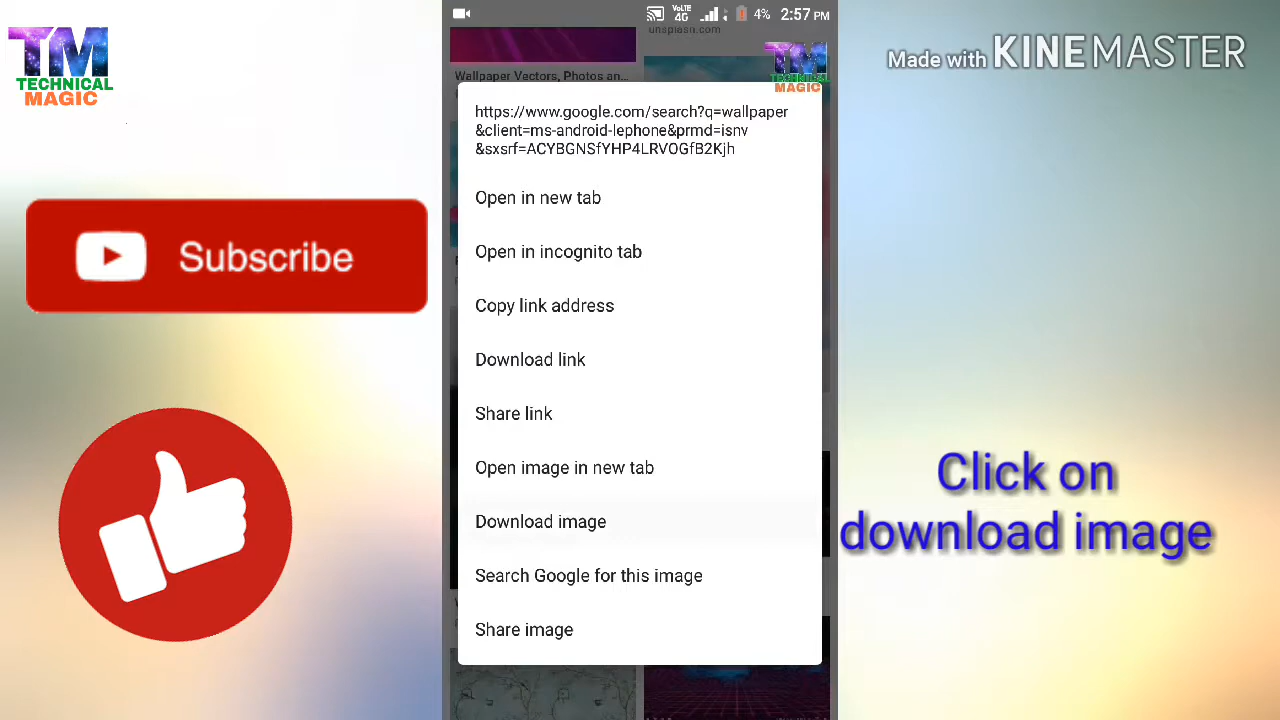 TM
TECHNICAL
MAGIC
Subscribe
VoLTE
4G
4%
2:57 PM
unsplash.com
Wallpaper Vectors, Photos an...
TM
TECHNICAL
MAGIC
https://www.google.com/search?q=wallpaper
&client=ms-android-lephone&prmd=isnv
&sxsrf=ACYBGNSfYHP4LRVOGfB2Kjh
Open in new tab
Open in incognito tab
Copy link address
Download link
Share link
Open image in new tab
Download image
Search Google for this image
Share image
Made with KINEMASTER
Click on
download image